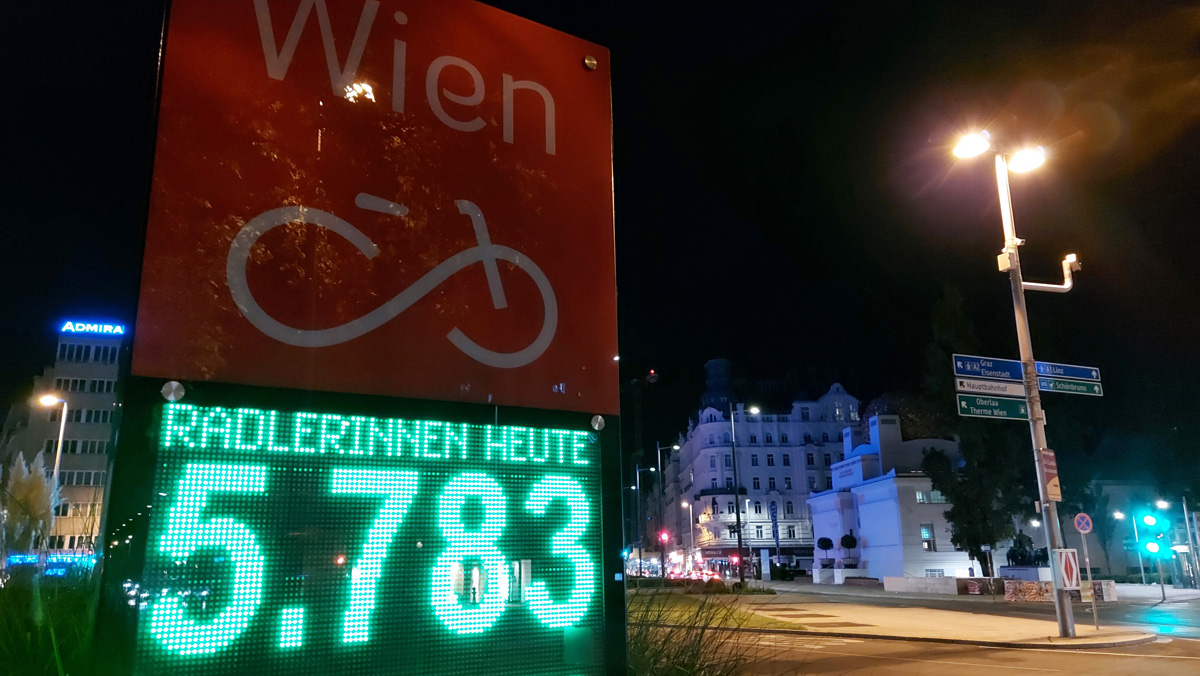 Wien
RADLERINNEN HEUTE
5.783
ADMIRA
Graz
Eisenstadt
Hauptbahnhof
Oberlaa
Therme Wien
Linz
Schönbrunn